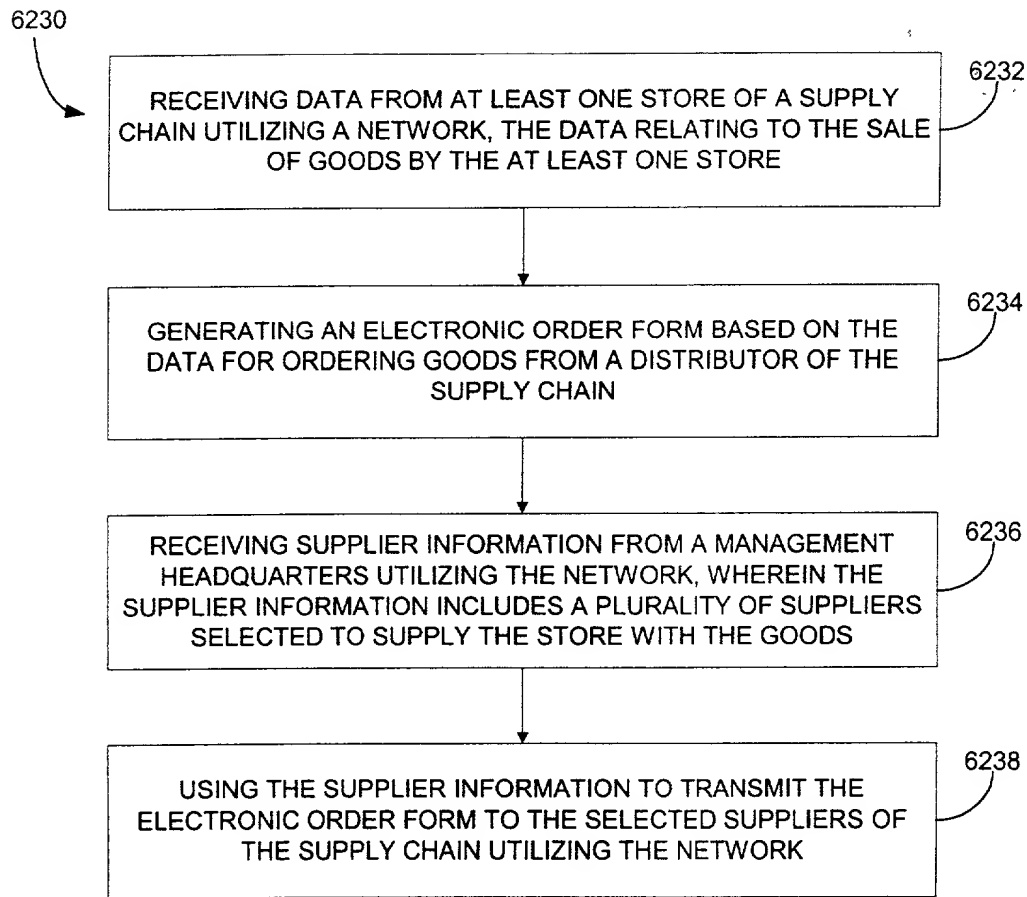 6230
6232
RECEIVING DATA FROM AT LEAST ONE STORE OF A SUPPLY
CHAIN UTILIZING A NETWORK, THE DATA RELATING TO THE SALE
OF GOODS BY THE AT LEAST ONE STORE
6234
GENERATING AN ELECTRONIC ORDER FORM BASED ON THE
DATA FOR ORDERING GOODS FROM A DISTRIBUTOR OF THE
SUPPLY CHAIN
6236
RECEIVING SUPPLIER INFORMATION FROM A MANAGEMENT
HEADQUARTERS UTILIZING THE NETWORK, WHEREIN THE
SUPPLIER INFORMATION INCLUDES A PLURALITY OF SUPPLIERS
SELECTED TO SUPPLY THE STORE WITH THE GOODS
6238
USING THE SUPPLIER INFORMATION TO TRANSMIT THE
ELECTRONIC ORDER FORM TO THE SELECTED SUPPLIERS OF
THE SUPPLY CHAIN UTILIZING THE NETWORK